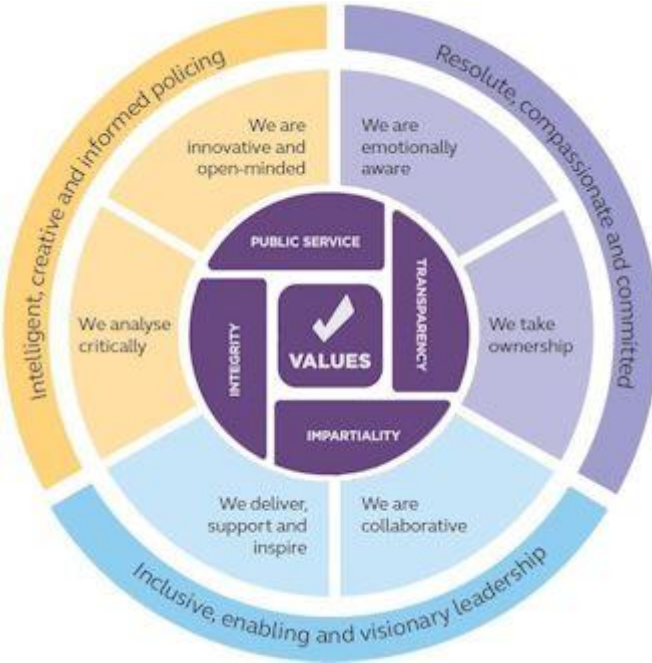 Intelligent, creative and informed policing
Resolute, compassionate and committed
We are
innovative and
open-minded
We are
emotionally
aware
PUBLIC SERVICE
TRANSPARENCY
We analyse
critically
INTEGRITY
VALUES
We take
ownership
IMPARTIALITY
We deliver,
support and
inspire
We are
collaborative
Inclusive, enabling and visionary leadership